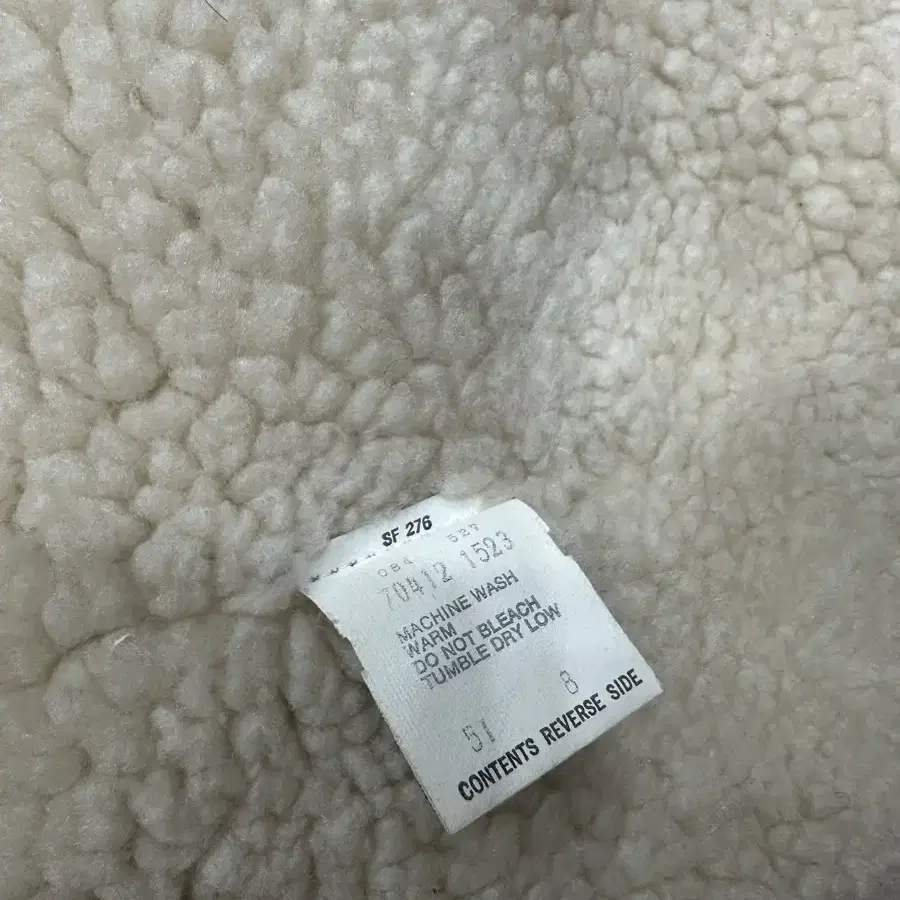 SF 276
084 527
70412 1523
MACHINE WASH
WARM
DO NOT BLEACH
TUMBLE DRY LOW
51 8
CONTENTS REVERSE SIDE